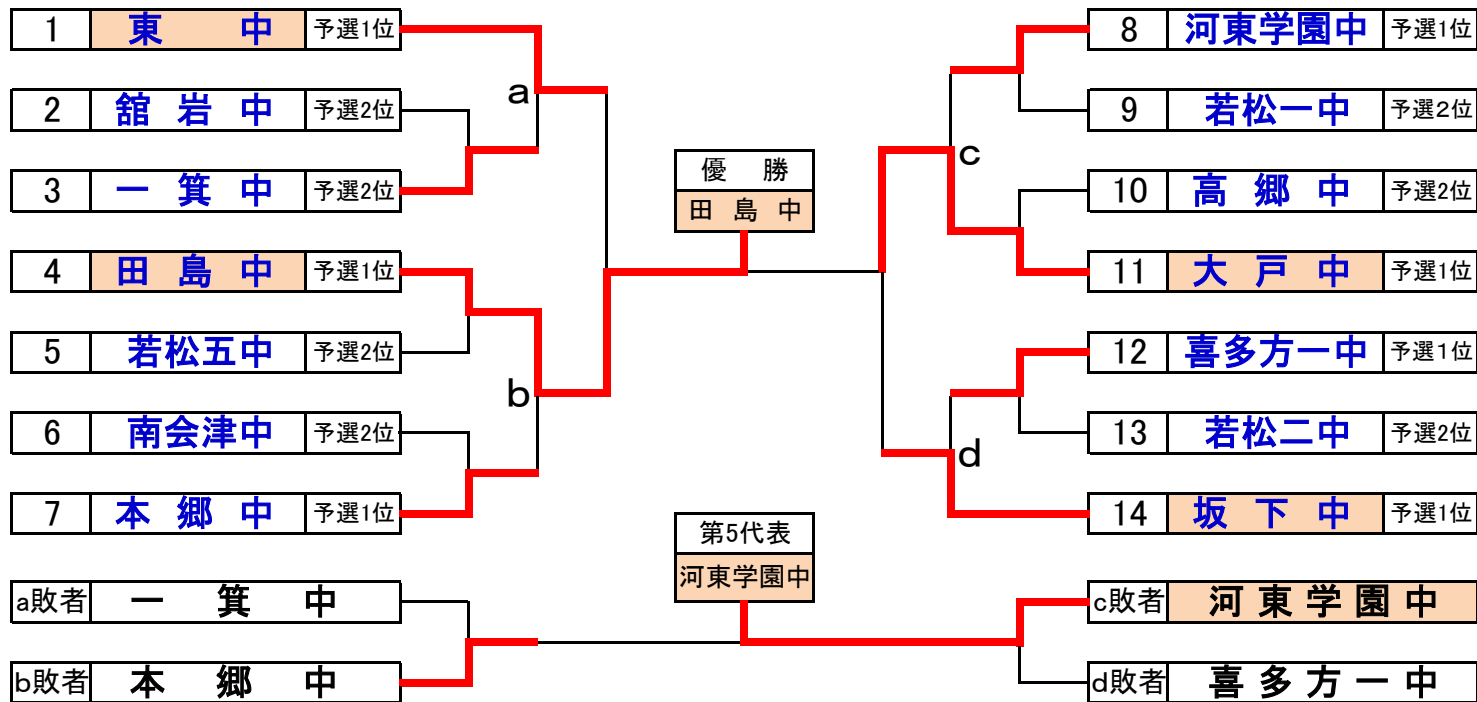 1 東 中 予選1位
2 舘 岩 中 予選2位
3 一 箕 中 予選2位
4 田 島 中 予選1位
5 若松五中 予選2位
6 南会津中 予選2位
7 本 郷 中 予選1位
a敗者 一 箕 中
b敗者 本 郷 中
a
b
優 勝
田 島 中
第5代表
河東学園中
c
d
8 河東学園中 予選1位
9 若松一中 予選2位
10 高 郷 中 予選2位
11 大 戸 中 予選1位
12 喜多方一中 予選1位
13 若松二中 予選2位
14 坂 下 中 予選1位
c敗者 河東学園中
d敗者 喜多方一中